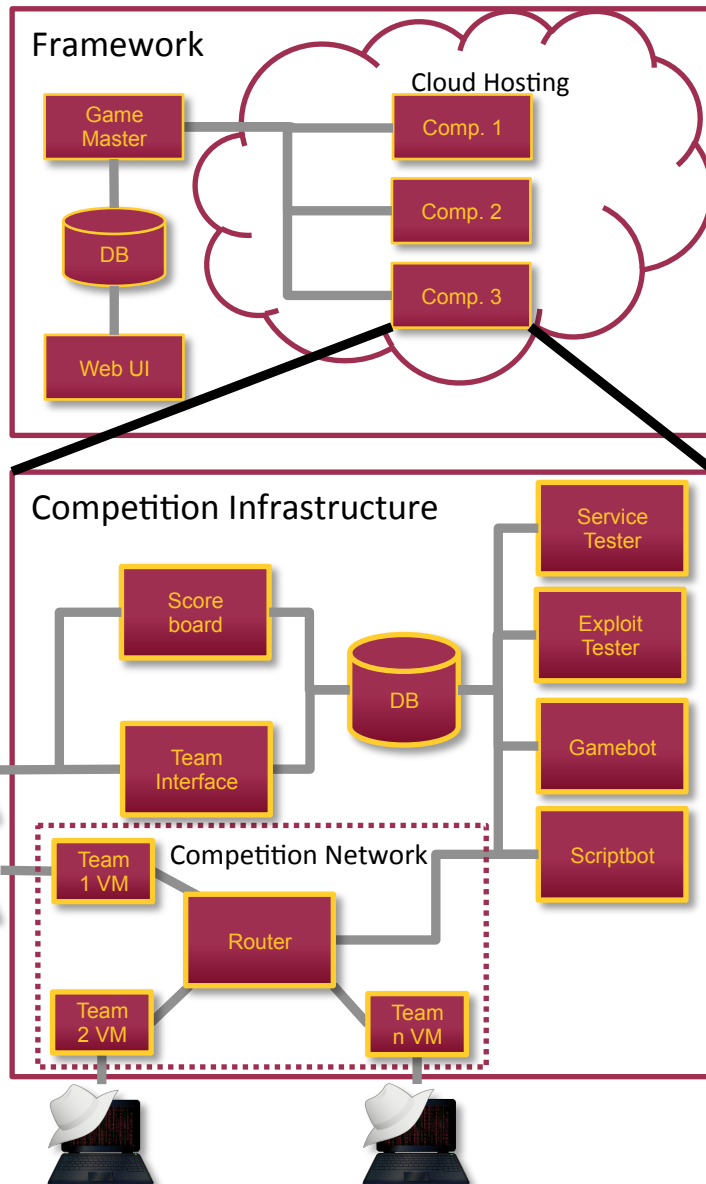 Framework
Cloud Hosting
Game
Master
Comp. 1
Comp. 2
DB
Comp. 3
Web UI
Competition Infrastructure
Service
Tester
Score
board
Exploit
Tester
DB
Team
Interface
Gamebot
Competition Network
Team
1 VM
Scriptbot
Router
Team
2 VM
Team
n VM